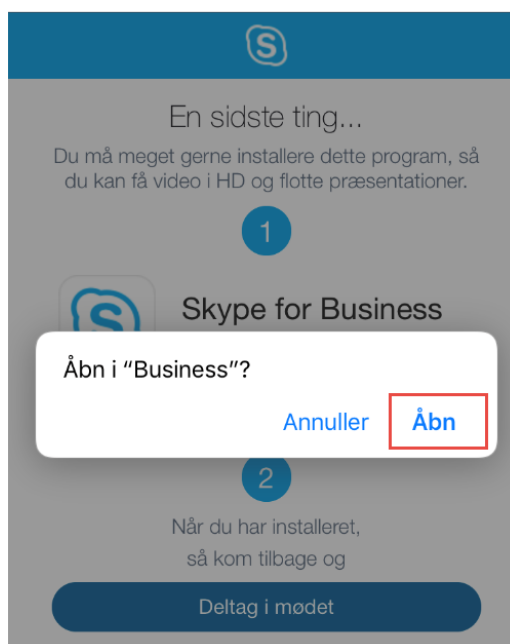 En sidste ting...
Du må meget gerne installere dette program, så
du kan få video i HD og flotte præsentationer.
1
Skype for Business
Åbn i “Business”?
Annuller Åbn
2
Når du har installeret,
så kom tilbage og
Deltag i mødet